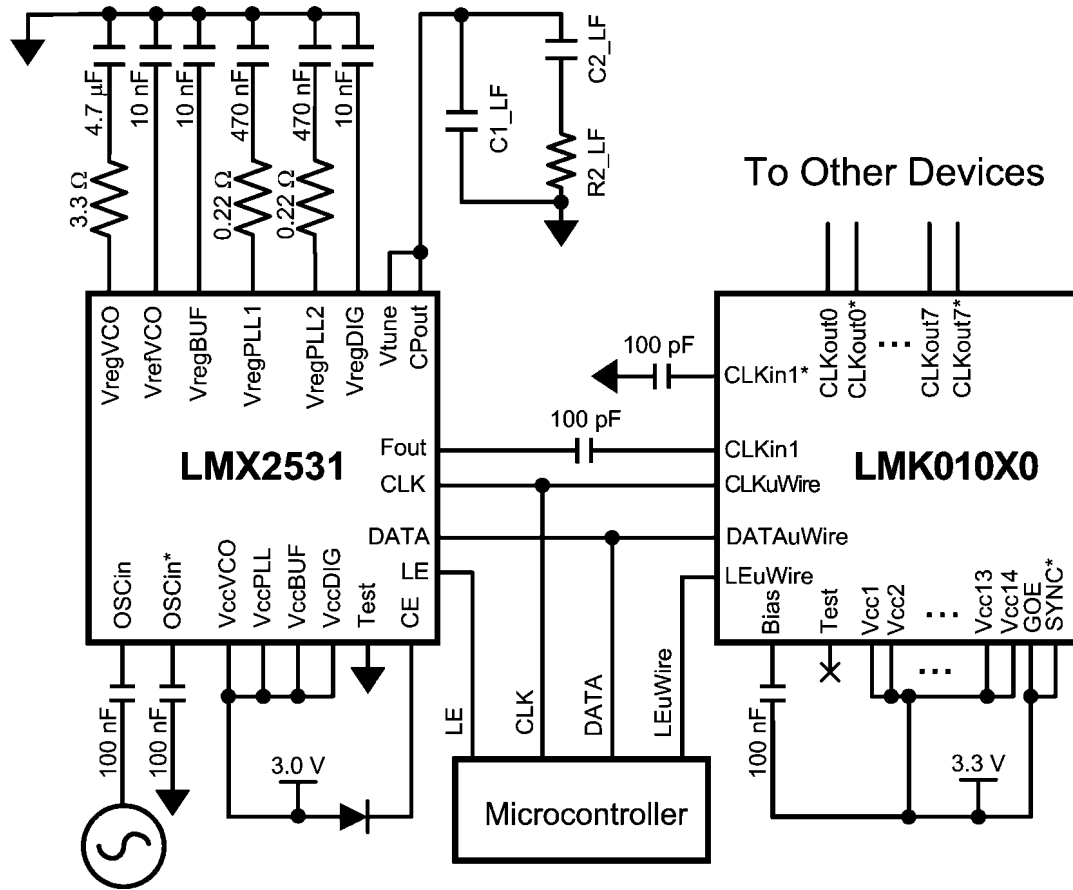 4.7 µF
10 nF
10 nF
470 nF
470 nF
10 nF
3.3 Ω
0.22 Ω
0.22 Ω
C1_LF
C2_LF
R2_LF
To Other Devices
VregVCO
VrefVCO
VregBUF
VregPLL1
VregPLL2
VregDIG
Vtune
CPout
Fout
LMX2531
CLK
DATA
LE
OSCin
OSCin*
VccVCO
VccPLL
VccBUF
VccDIG
Test
CE
100 pF
100 pF
CLKout0
CLKout0*
...
CLKout7
CLKout7*
CLKin1*
CLKin1
LMK010X0
CLKuWire
DATAuWire
LEuWire
Bias
Test
Vcc1
Vcc2
...
Vcc13
Vcc14
GOE
SYNC*
...
100 nF
100 nF
3.0 V
LE
CLK
DATA
LEuWire
Microcontroller
100 nF
3.3 V